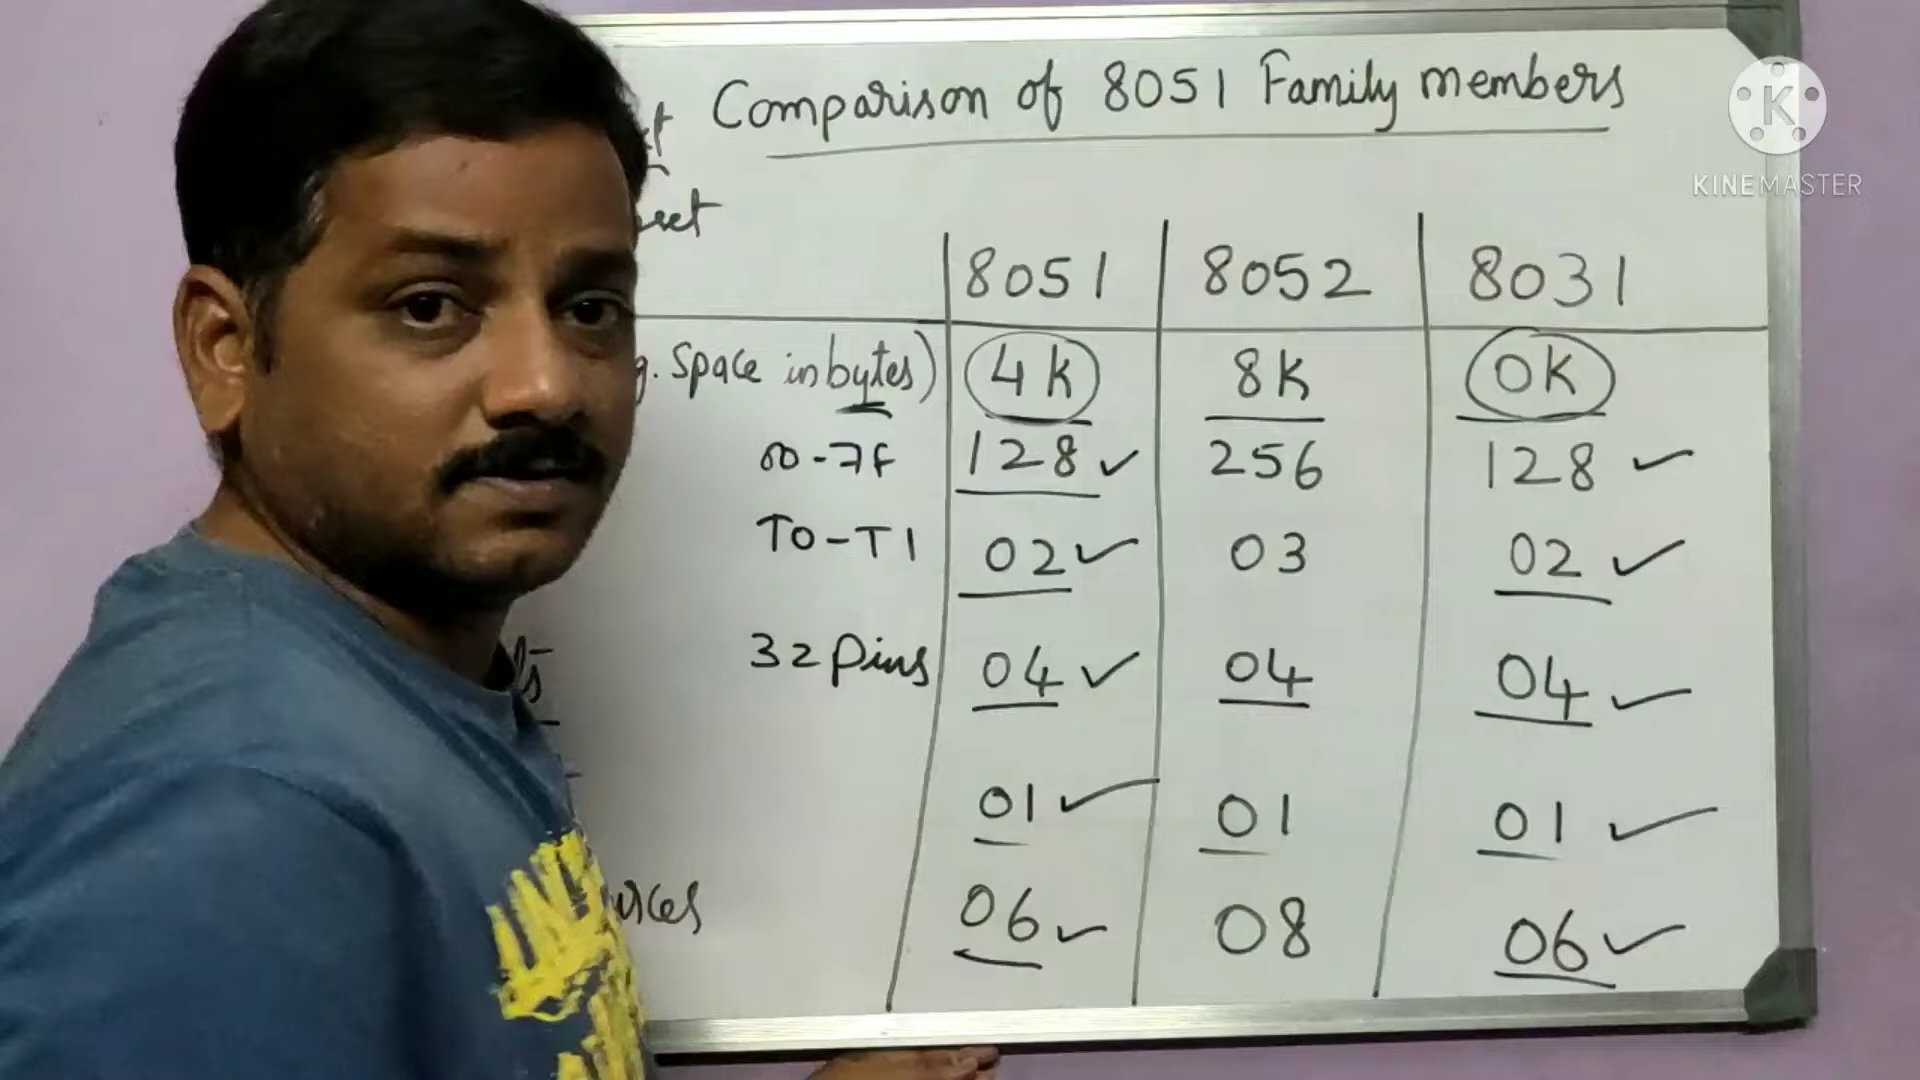 Comparison of 8051 Family members
K
KINEMASTER
8051 8052 8031
Space in bytes) 4K 8K 0K
00-7F 128 256 128
T0-T1 02 03 02
32 Pins 04 04 04
01 01 01
06 08 06